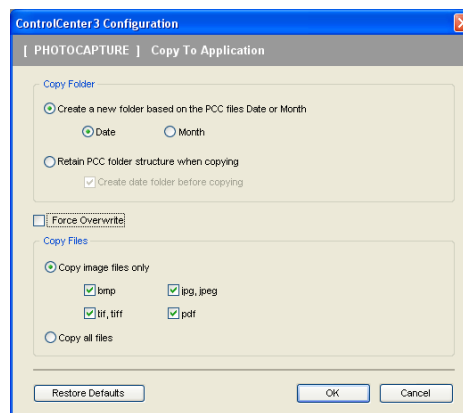 ControlCenter3 Configuration
[ PHOTOCAPTURE ] Copy To Application
Copy Folder
Create a new folder based on the PCC files Date or Month
Date Month
Retain PCC folder structure when copying
Create date folder before copying
Force Overwrite
Copy Files
Copy image files only
bmp jpg, jpeg
tif, tiff pdf
Copy all files
Restore Defaults OK Cancel